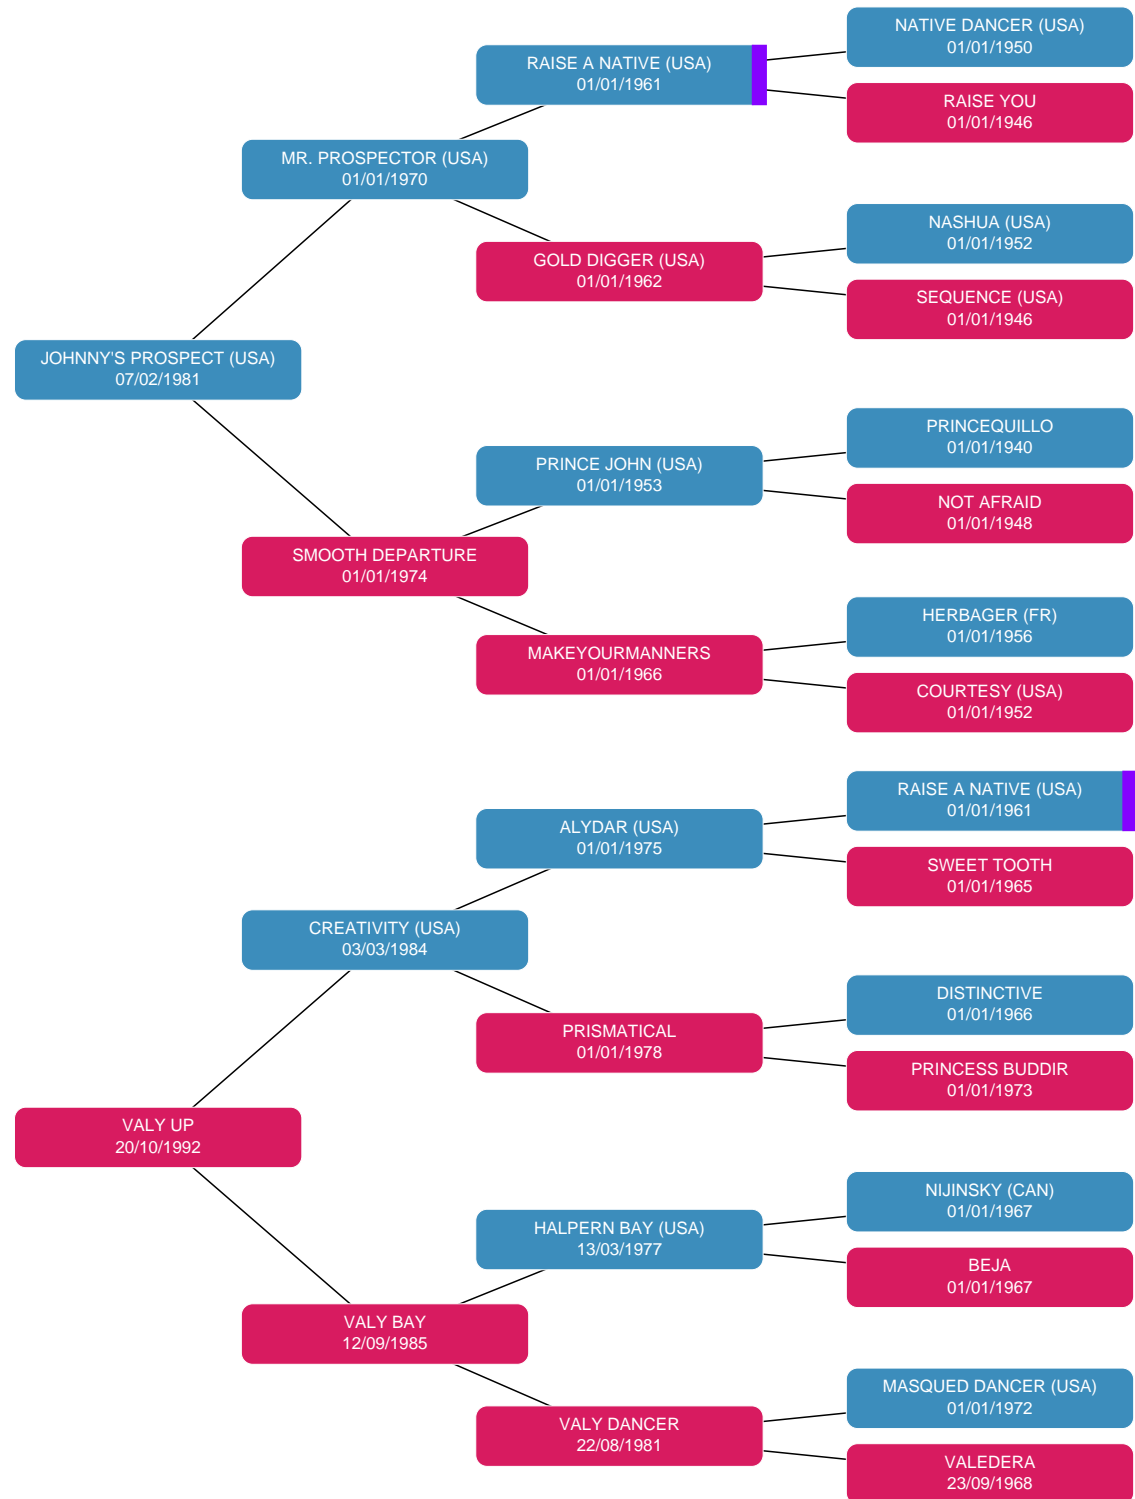 NATIVE DANCER (USA)
01/01/1950
RAISE A NATIVE (USA)
01/01/1961
RAISE YOU
01/01/1946
MR. PROSPECTOR (USA)
01/01/1970
NASHUA (USA)
01/01/1952
GOLD DIGGER (USA)
01/01/1962
SEQUENCE (USA)
01/01/1946
JOHNNY'S PROSPECT (USA)
07/02/1981
PRINCEQUILLO
01/01/1940
PRINCE JOHN (USA)
01/01/1953
NOT AFRAID
01/01/1948
SMOOTH DEPARTURE
01/01/1974
HERBAGER (FR)
01/01/1956
MAKEYOURMANNERS
01/01/1966
COURTESY (USA)
01/01/1952
RAISE A NATIVE (USA)
01/01/1961
ALYDAR (USA)
01/01/1975
SWEET TOOTH
01/01/1965
CREATIVITY (USA)
03/03/1984
DISTINCTIVE
01/01/1966
PRISMATICAL
01/01/1978
PRINCESS BUDDIR
01/01/1973
VALY UP
20/10/1992
NIJINSKY (CAN)
01/01/1967
HALPERN BAY (USA)
13/03/1977
BEJA
01/01/1967
VALY BAY
12/09/1985
MASQUED DANCER (USA)
01/01/1972
VALY DANCER
22/08/1981
VALEDERA
23/09/1968